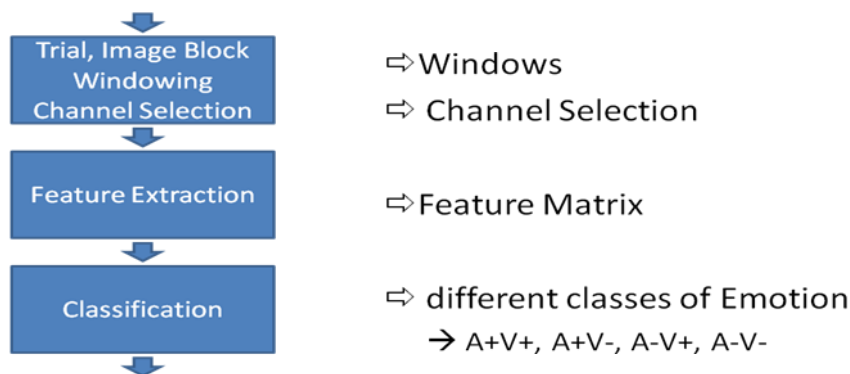 Trial, Image Block
Windowing
Channel Selection
⇨ Windows
⇨ Channel Selection
Feature Extraction
⇨ Feature Matrix
Classification
⇨ different classes of Emotion
→ A+V+, A+V-, A-V+, A-V-